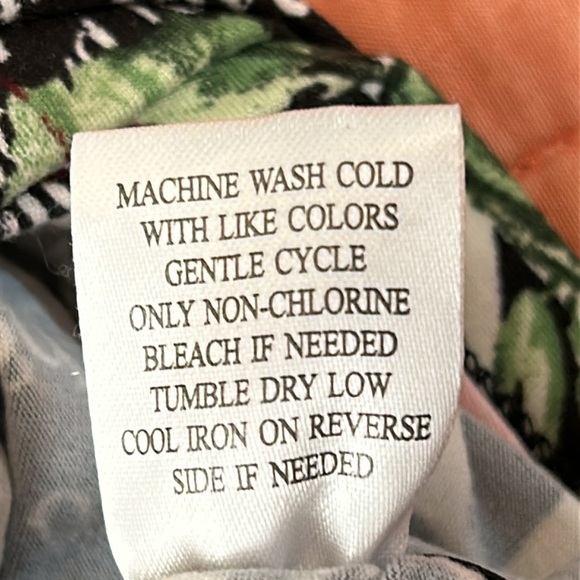 MACHINE WASH COLD
WITH LIKE COLORS
GENTLE CYCLE
ONLY NON-CHLORINE
BLEACH IF NEEDED
TUMBLE DRY LOW
COOL IRON ON REVERSE
SIDE IF NEEDED